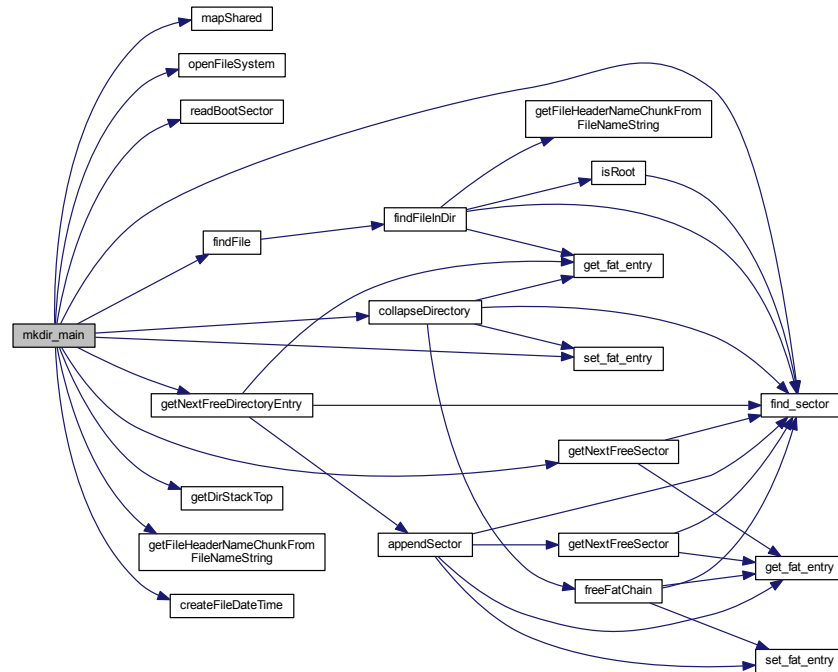 mapShared
openFileSystem
readBootSector
getFileHeaderNameChunkFrom
FileNameString
isRoot
findFileInDir
findFile
get_fat_entry
collapseDirectory
mkdir_main
set_fat_entry
getNextFreeDirectoryEntry
find_sector
getNextFreeSector
getDirStackTop
getFileHeaderNameChunkFrom
FileNameString
appendSector
getNextFreeSector
get_fat_entry
freeFatChain
createFileDateTime
set_fat_entry